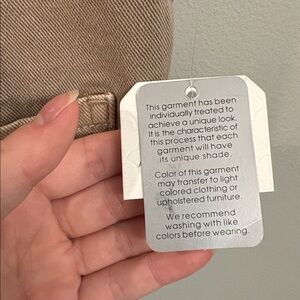 This garment has been
individually treated to
achieve a unique look.
It is the characteristic of
this process that each
garment will have
its unique shade.
Color of this garment
may transfer to light
colored clothing or
upholstered furniture.
We recommend
washing with like
colors before wearing.